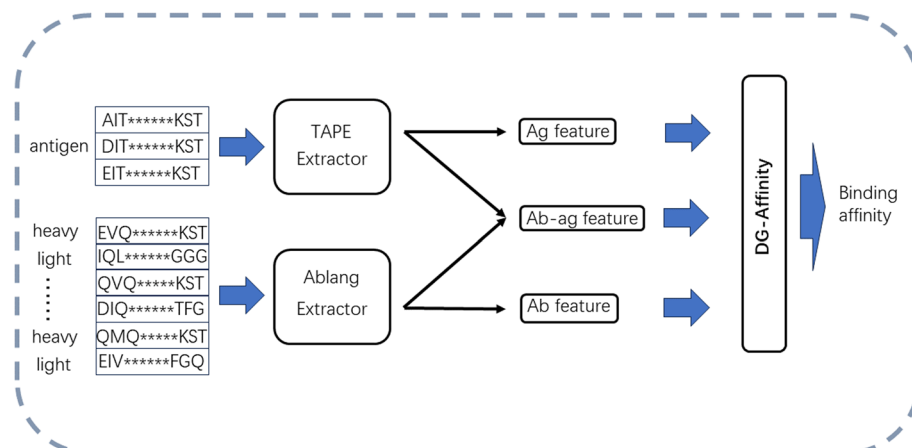 antigen
AIT******KST
DIT******KST
EIT******KST
TAPE
Extractor
Ag feature
heavy
light
heavy
light
EVQ******KST
IQL******GGG
QVQ*****KST
DIQ******TFG
QMQ*****KST
EIV******FGQ
Ablang
Extractor
Ab-ag feature
Ab feature
DG-Affinity
Binding
affinity